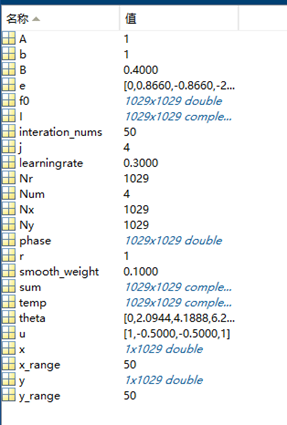 名称 值
A 1
b 1
B 0.4000
e [0,0.8660,-0.8660,-2...
f0 1029x1029 double
I 1029x1029 comple...
interation_nums 50
j 4
learningrate 0.3000
Nr 1029
Num 4
Nx 1029
Ny 1029
phase 1029x1029 double
r 1
smooth_weight 0.1000
sum 1029x1029 comple...
temp 1029x1029 comple...
theta [0,2.0944,4.1888,6.2...
u [1,-0.5000,-0.5000,1]
x 1x1029 double
x_range 50
y 1x1029 double
y_range 50